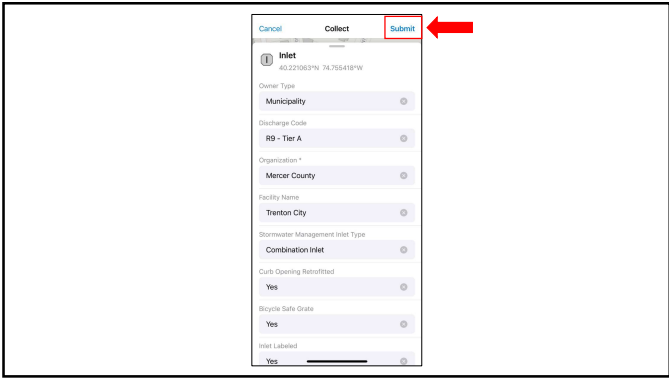 Cancel Collect Submit
I Inlet
40.221063°N 74.755418°W
Owner Type
Municipality
Discharge Code
R9 - Tier A
Organization *
Mercer County
Facility Name
Trenton City
Stormwater Management Inlet Type
Combination Inlet
Curb Opening Retrofitted
Yes
Bicycle Safe Grate
Yes
Inlet Labeled
Yes